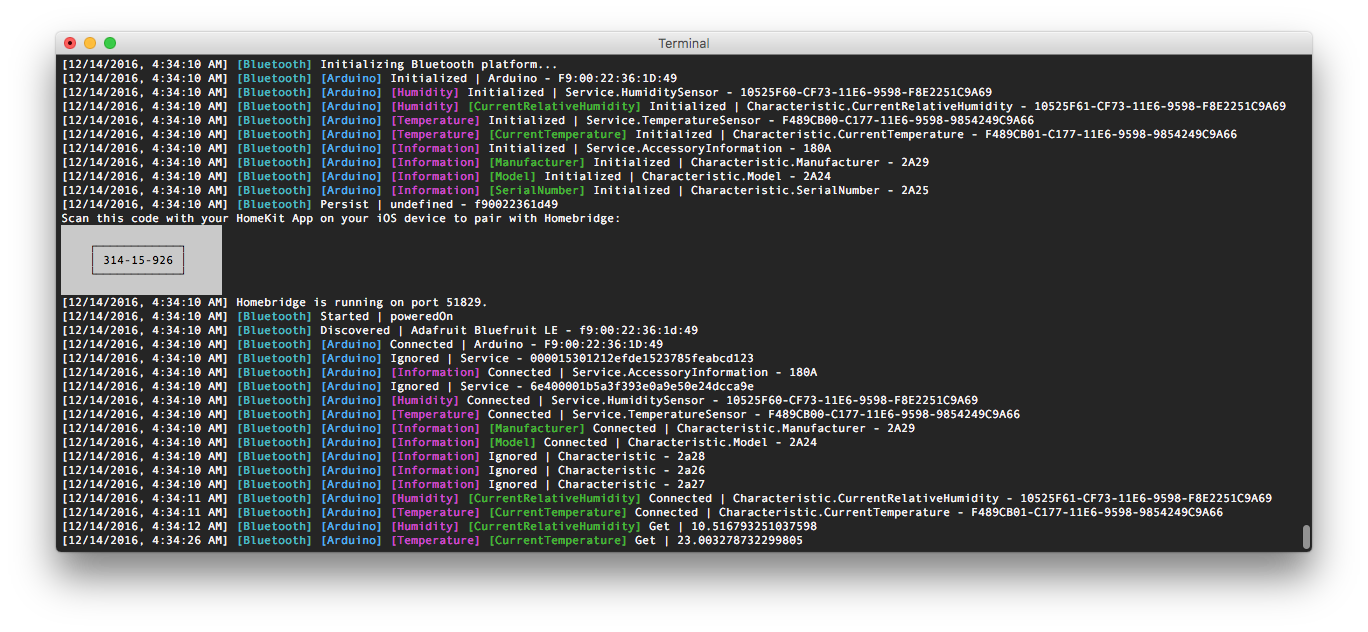 Terminal
[12/14/2016, 4:34:10 AM] [Bluetooth] Initializing Bluetooth platform...
[12/14/2016, 4:34:10 AM] [Bluetooth] [Arduino] Initialized | Arduino - F9:00:22:36:1D:49
[12/14/2016, 4:34:10 AM] [Bluetooth] [Arduino] [Humidity] Initialized | Service.HumiditySensor - 10525F60-CF73-11E6-9598-F8E2251C9A69
[12/14/2016, 4:34:10 AM] [Bluetooth] [Arduino] [Humidity] [CurrentRelativeHumidity] Initialized | Characteristic.CurrentRelativeHumidity - 10525F61-CF73-11E6-9598-F8E2251C9A69
[12/14/2016, 4:34:10 AM] [Bluetooth] [Arduino] [Temperature] Initialized | Service.TemperatureSensor - F489CB00-C177-11E6-9598-9854249C9A66
[12/14/2016, 4:34:10 AM] [Bluetooth] [Arduino] [Temperature] [CurrentTemperature] Initialized | Characteristic.CurrentTemperature - F489CB01-C177-11E6-9598-9854249C9A66
[12/14/2016, 4:34:10 AM] [Bluetooth] [Arduino] [Information] Initialized | Service.AccessoryInformation - 180A
[12/14/2016, 4:34:10 AM] [Bluetooth] [Arduino] [Information] [Manufacturer] Initialized | Characteristic.Manufacturer - 2A29
[12/14/2016, 4:34:10 AM] [Bluetooth] [Arduino] [Information] [Model] Initialized | Characteristic.Model - 2A24
[12/14/2016, 4:34:10 AM] [Bluetooth] [Arduino] [Information] [SerialNumber] Initialized | Characteristic.SerialNumber - 2A25
[12/14/2016, 4:34:10 AM] [Bluetooth] Persist | undefined - f90022361d49
Scan this code with your HomeKit App on your iOS device to pair with Homebridge:
314-15-926
[12/14/2016, 4:34:10 AM] Homebridge is running on port 51829.
[12/14/2016, 4:34:10 AM] [Bluetooth] Started | poweredOn
[12/14/2016, 4:34:10 AM] [Bluetooth] Discovered | Adafruit Bluefruit LE - f9:00:22:36:1d:49
[12/14/2016, 4:34:10 AM] [Bluetooth] [Arduino] Connected | Arduino - F9:00:22:36:1D:49
[12/14/2016, 4:34:10 AM] [Bluetooth] [Arduino] Ignored | Service - 000015301212efde1523785feabcd123
[12/14/2016, 4:34:10 AM] [Bluetooth] [Arduino] [Information] Connected | Service.AccessoryInformation - 180A
[12/14/2016, 4:34:10 AM] [Bluetooth] [Arduino] Ignored | Service - 6e400001b5a3f393e0a9e50e24dcca9e
[12/14/2016, 4:34:10 AM] [Bluetooth] [Arduino] [Humidity] Connected | Service.HumiditySensor - 10525F60-CF73-11E6-9598-F8E2251C9A69
[12/14/2016, 4:34:10 AM] [Bluetooth] [Arduino] [Temperature] Connected | Service.TemperatureSensor - F489CB00-C177-11E6-9598-9854249C9A66
[12/14/2016, 4:34:10 AM] [Bluetooth] [Arduino] [Information] [Manufacturer] Connected | Characteristic.Manufacturer - 2A29
[12/14/2016, 4:34:10 AM] [Bluetooth] [Arduino] [Information] [Model] Connected | Characteristic.Model - 2A24
[12/14/2016, 4:34:10 AM] [Bluetooth] [Arduino] [Information] Ignored | Characteristic - 2a28
[12/14/2016, 4:34:10 AM] [Bluetooth] [Arduino] [Information] Ignored | Characteristic - 2a26
[12/14/2016, 4:34:10 AM] [Bluetooth] [Arduino] [Information] Ignored | Characteristic - 2a27
[12/14/2016, 4:34:11 AM] [Bluetooth] [Arduino] [Humidity] [CurrentRelativeHumidity] Connected | Characteristic.CurrentRelativeHumidity - 10525F61-CF73-11E6-9598-F8E2251C9A69
[12/14/2016, 4:34:11 AM] [Bluetooth] [Arduino] [Temperature] [CurrentTemperature] Connected | Characteristic.CurrentTemperature - F489CB01-C177-11E6-9598-9854249C9A66
[12/14/2016, 4:34:12 AM] [Bluetooth] [Arduino] [Humidity] [CurrentRelativeHumidity] Get | 10.516793251037598
[12/14/2016, 4:34:26 AM] [Bluetooth] [Arduino] [Temperature] [CurrentTemperature] Get | 23.003278732299805